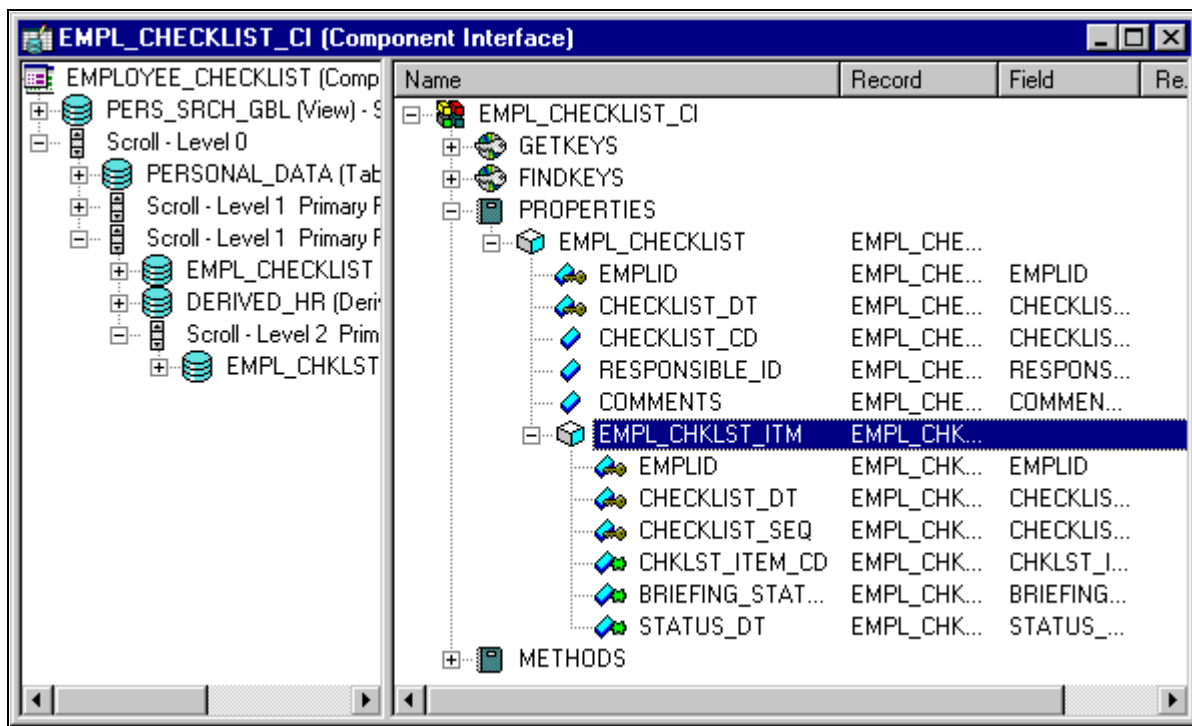 EMPL_CHECKLIST_CI (Component Interface)
EMPLOYEE_CHECKLIST (Comp
PERS_SRCH_GBL (View) - S
Scroll - Level 0
PERSONAL_DATA (Tab
Scroll - Level 1 Primary R
Scroll - Level 1 Primary R
EMPL_CHECKLIST
DERIVED_HR (Deri
Scroll - Level 2 Prim
EMPL_CHKLST
Name Record Field Re.
EMPL_CHECKLIST_CI
GETKEYS
FINDKEYS
PROPERTIES
EMPL_CHECKLIST EMPL_CHE...
EMPLID EMPL_CHE... EMPLID
CHECKLIST_DT EMPL_CHE... CHECKLIS...
CHECKLIST_CD EMPL_CHE... CHECKLIS...
RESPONSIBLE_ID EMPL_CHE... RESPONS...
COMMENTS EMPL_CHE... COMMEN...
EMPL_CHKLST_ITM EMPL_CHK...
EMPLID EMPL_CHK... EMPLID
CHECKLIST_DT EMPL_CHK... CHECKLIS...
CHECKLIST_SEQ EMPL_CHK... CHECKLIS...
CHKLST_ITEM_CD EMPL_CHK... CHKLST_I...
BRIEFING_STAT... EMPL_CHK... BRIEFING...
STATUS_DT EMPL_CHK... STATUS_...
METHODS